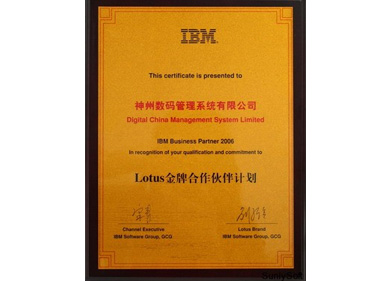 IBM
This certificate is presented to
神州数码管理系统有限公司
Digital China Management System Limited
IBM Business Partner 2006
in recognition of your qualification and commitment to
Lotus金牌合作伙伴计划
Channel Executive
IBM Software Group, GCG
Lotus Brand
IBM Software Group, GCG